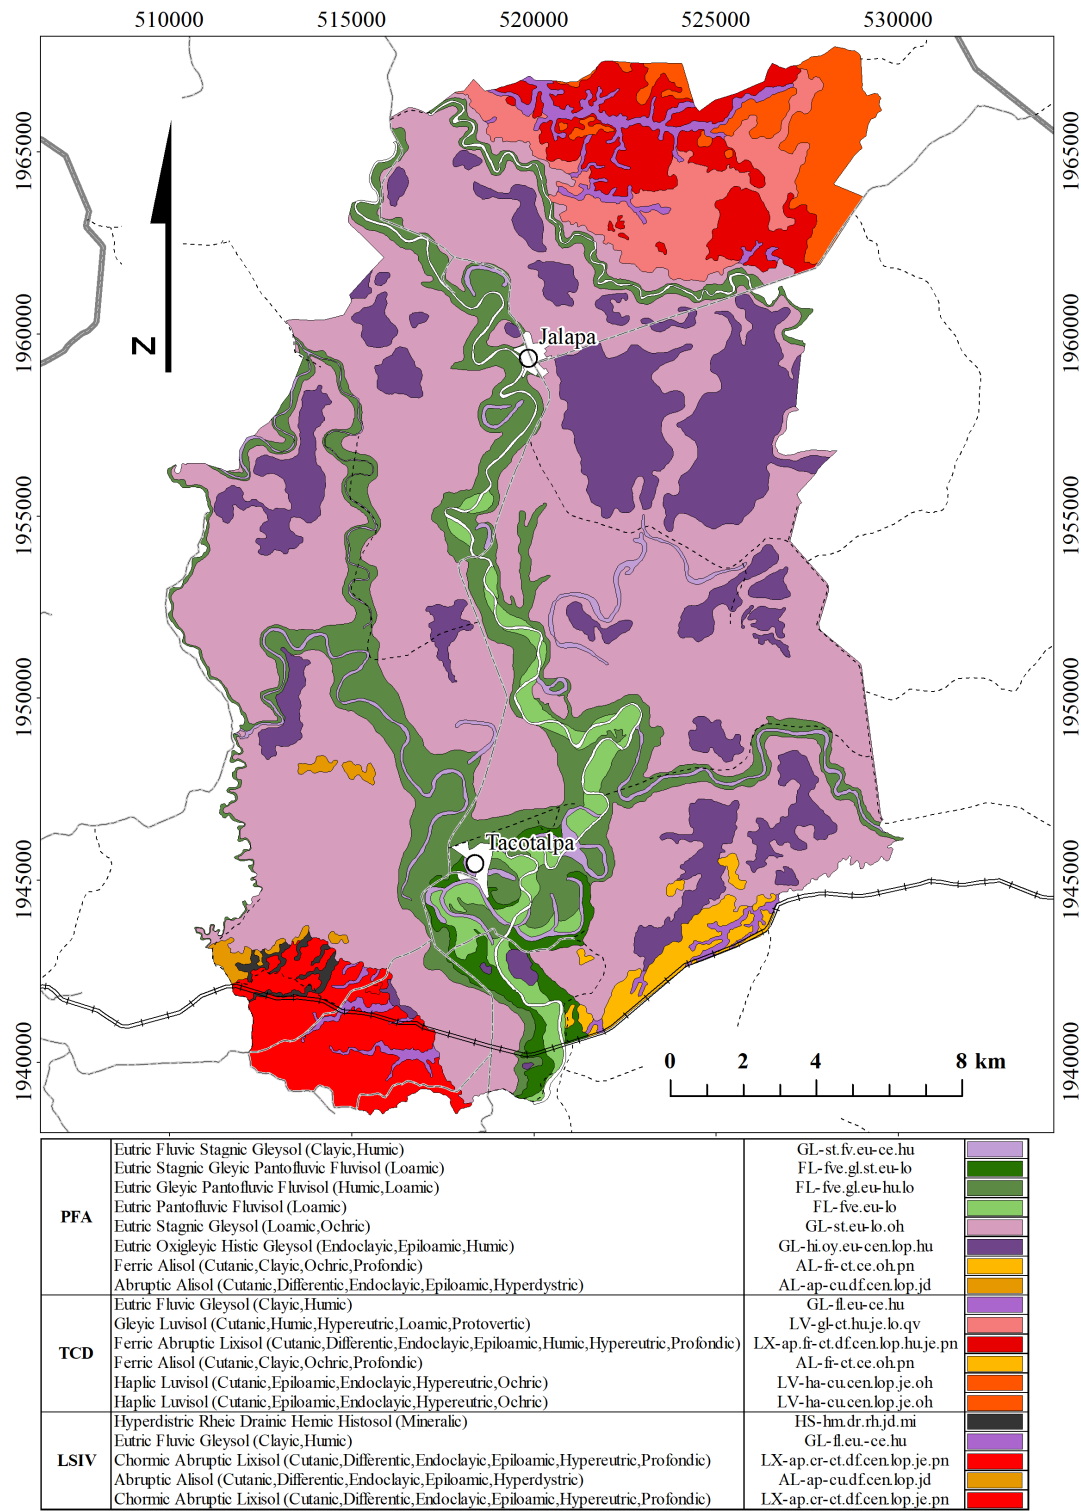 510000 515000 520000 525000 530000
1965000 1965000
Jalapa
1960000 1960000
N
1955000 1955000
1950000 1950000
Tacotalpa
1945000 1945000
1940000 1940000
0 2 4 8 km
PFA
Eutric Fluvic Stagnic Gleysol (Clayic,Humic) GL-st.fv.eu-ce.hu
Eutric Stagnic Gleyic Pantofluvic Fluvisol (Loamic) FL-fve.gl.st.eu-lo
Eutric Gleyic Pantofluvic Fluvisol (Humic,Loamic) FL-fve.gl.eu-hu.lo
Eutric Pantofluvic Fluvisol (Loamic) FL-fve.eu-lo
Eutric Stagnic Gleysol (Loamic,Ochric) GL-st.eu-lo.oh
Eutric Oxigleyic Histic Gleysol (Endoclayic,Epiloamic,Humic) GL-hi.oy.eu-cen.lop.hu
Ferric Alisol (Cutanic,Clayic,Ochric,Profondic) AL-fr-ct.ce.oh.pn
Abruptic Alisol (Cutanic,Differentic,Endoclayic,Epiloamic,Hyperdystric) AL-ap-cu.df.cen.lop.jd
TCD
Eutric Fluvic Gleysol (Clayic,Humic) GL-fl.eu-ce.hu
Gleyic Luvisol (Cutanic,Humic,Hypereutric,Loamic,Protovertic) LV-gl-ct.hu.je.lo.qv
Ferric Abruptic Lixisol (Cutanic,Differentic,Endoclayic,Epiloamic,Humic,Hypereutric,Profondic) LX-ap.fr-ct.df.cen.lop.hu.je.pn
Ferric Alisol (Cutanic,Clayic,Ochric,Profondic) AL-fr-ct.ce.oh.pn
Haplic Luvisol (Cutanic,Epiloamic,Endoclayic,Hypereutric,Ochric) LV-ha-cu.cen.lop.je.oh
Haplic Luvisol (Cutanic,Epiloamic,Endoclayic,Hypereutric,Ochric) LV-ha-cu.cen.lop.je.oh
LSIV
Hyperdistric Rheic Drainic Hemic Histosol (Mineralic) HS-hm.dr.rh.jd.mi
Eutric Fluvic Gleysol (Clayic,Humic) GL-fl.eu.-ce.hu
Chormic Abruptic Lixisol (Cutanic,Differentic,Endoclayic,Epiloamic,Hypereutric,Profondic) LX-ap.cr-ct.df.cen.lop.je.pn
Abruptic Alisol (Cutanic,Differentic,Endoclayic,Epiloamic,Hyperdystric) AL-ap-cu.df.cen.lop.jd
Chormic Abruptic Lixisol (Cutanic,Differentic,Endoclayic,Epiloamic,Hypereutric,Profondic) LX-ap.cr-ct.df.cen.lop.je.pn